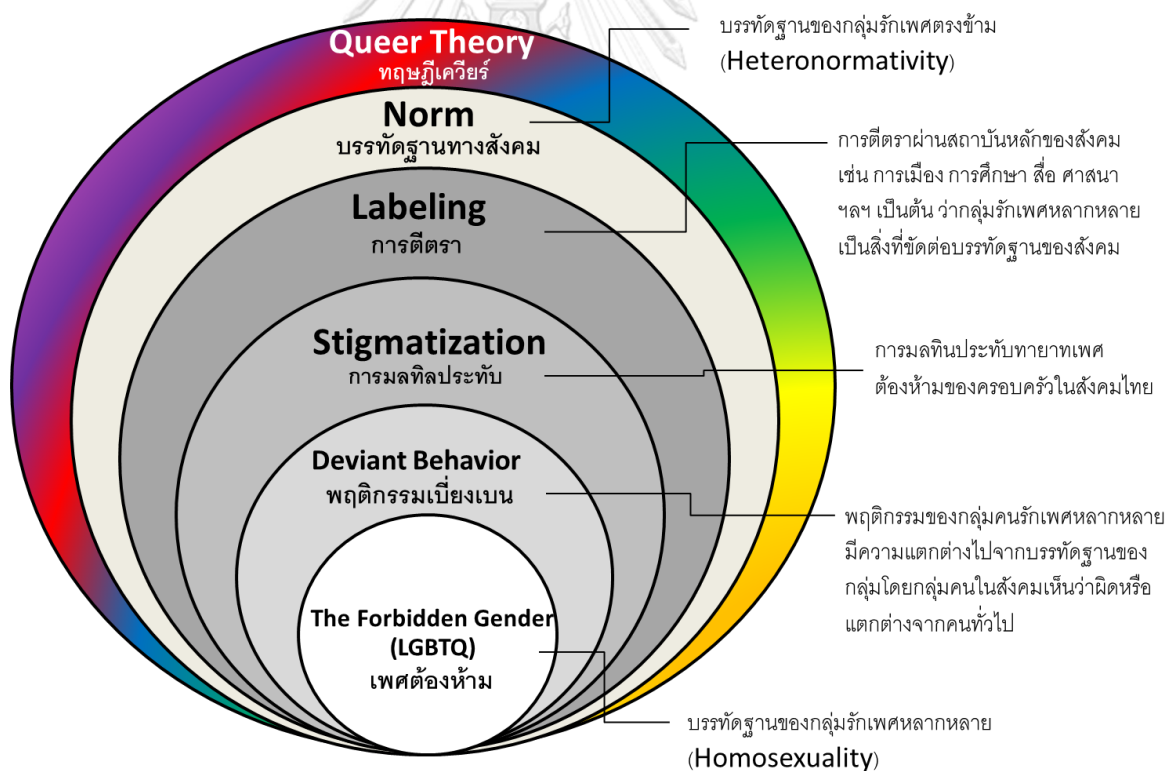 Queer Theory
ทฤษฎีเควียร์
Norm
บรรทัดฐานทางสังคม
Labeling
การตีตรา
Stigmatization
การมลทิลประทับ
Deviant Behavior
พฤติกรรมเบี่ยงเบน
The Forbidden Gender
(LGBTQ)
เพศต้องห้าม
บรรทัดฐานของกลุ่มรักเพศตรงข้าม
(Heteronormativity)
การตีตราผ่านสถาบันหลักของสังคม
เช่น การเมือง การศึกษา สื่อ ศาสนา
ฯลฯ เป็นต้น ว่ากลุ่มรักเพศหลากหลาย
เป็นสิ่งที่ขัดต่อบรรทัดฐานของสังคม
การมลทินประทับทายาทเพศ
ต้องห้ามของครอบครัวในสังคมไทย
พฤติกรรมของกลุ่มคนรักเพศหลากหลาย
มีความแตกต่างไปจากบรรทัดฐานของ
กลุ่มโดยกลุ่มคนในสังคมเห็นว่าผิดหรือ
แตกต่างจากคนทั่วไป
บรรทัดฐานของกลุ่มรักเพศหลากหลาย
(Homosexuality)